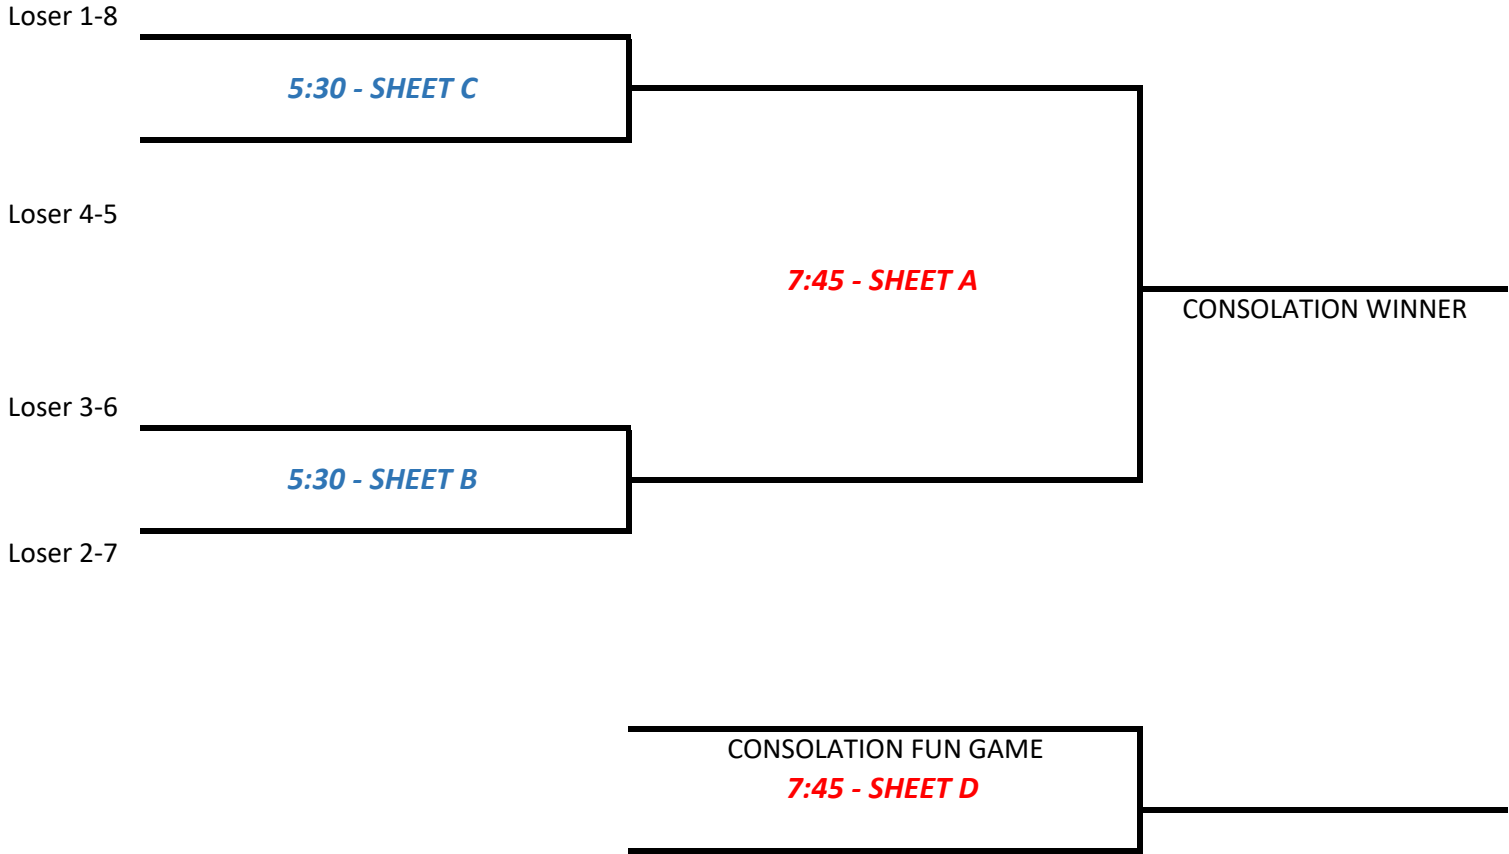 Loser 1-8
5:30 - SHEET C
Loser 4-5
7:45 - SHEET A
CONSOLATION WINNER
Loser 3-6
5:30 - SHEET B
Loser 2-7
CONSOLATION FUN GAME
7:45 - SHEET D